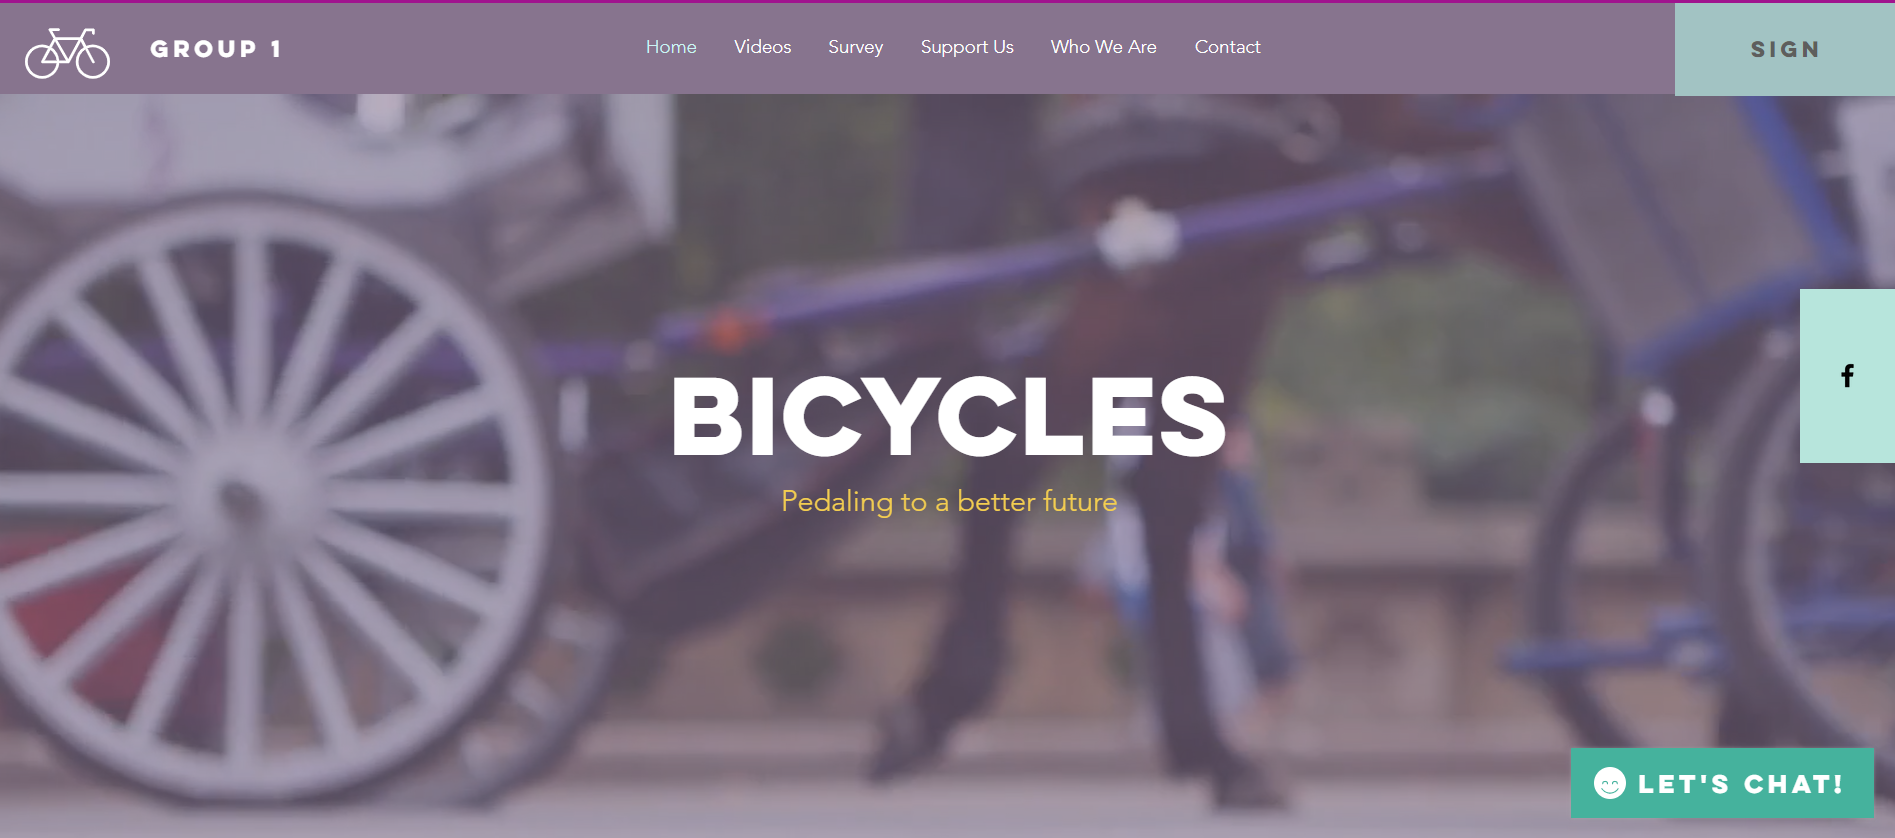 GROUP 1
Home
Videos
Survey
Support Us
Who We Are
Contact
SIGN
BICYCLES
Pedaling to a better future
f
LET'S CHAT!